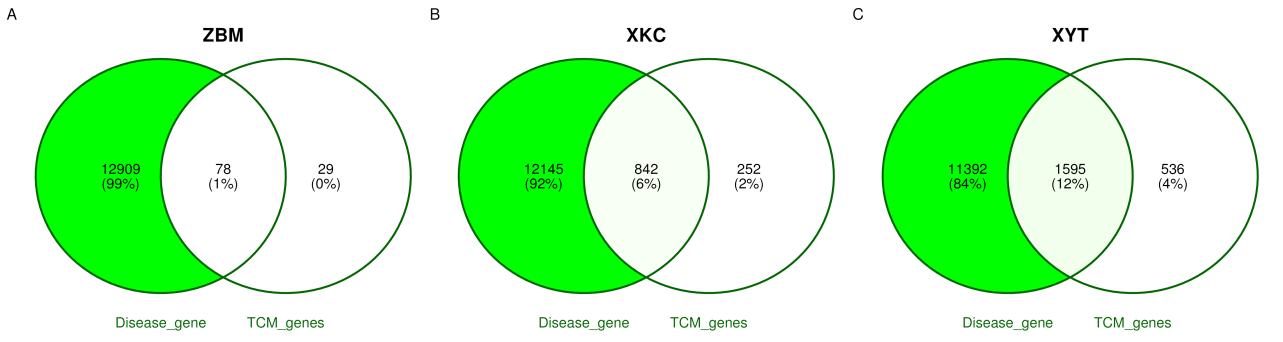 A
ZBM
12909
(99%)
78
(1%)
29
(0%)
Disease_gene
TCM_genes
B
XKC
12145
(92%)
842
(6%)
252
(2%)
Disease_gene
TCM_genes
C
XYT
11392
(84%)
1595
(12%)
536
(4%)
Disease_gene
TCM_genes